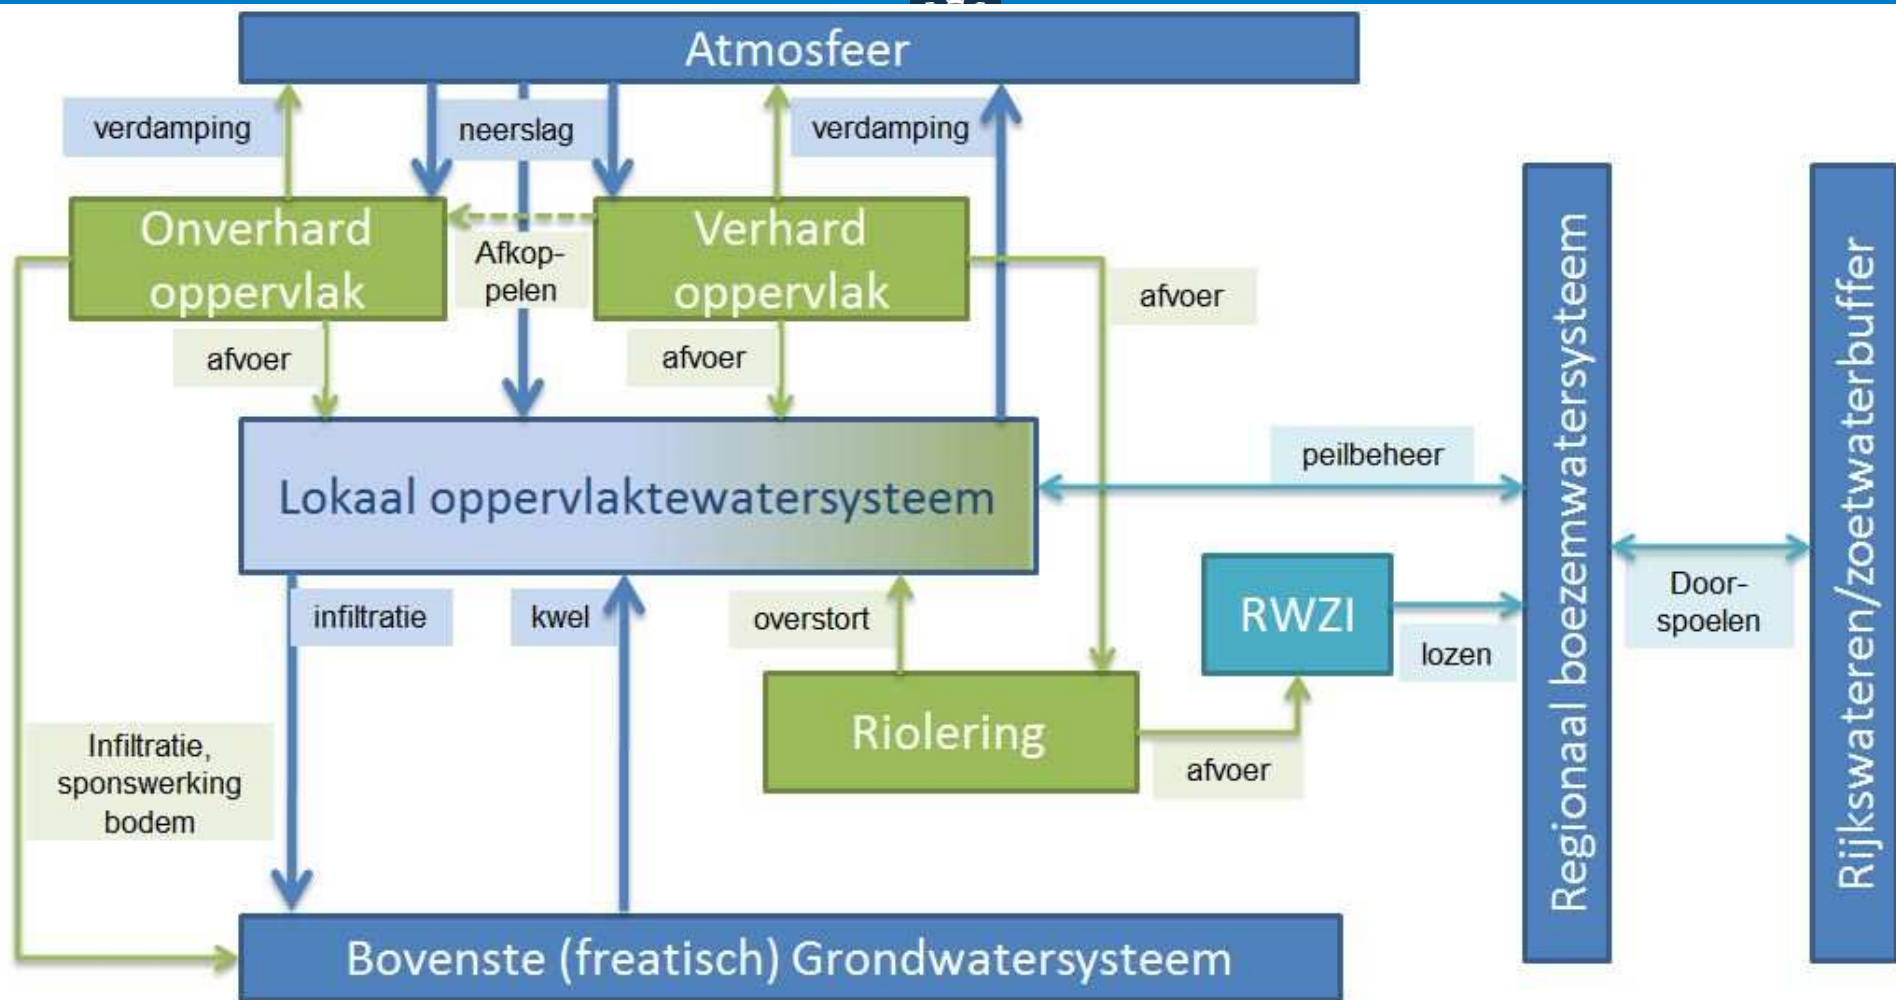 Atmosfeer
verdamping
neerslag
verdamping
Onverhard
oppervlak
Afkop-
pelen
Verhard
oppervlak
afvoer
afvoer
afvoer
Lokaal oppervlaktewatersysteem
peilbeheer
infiltratie
kwel
overstort
RWZI
lozen
Riolering
afvoer
Infiltratie,
sponswerking
bodem
Bovenste (freatisch) Grondwatersysteem
Regionaal boezemwatersysteem
Door-
spoelen
Rijkswateren/zoetwaterbuffer